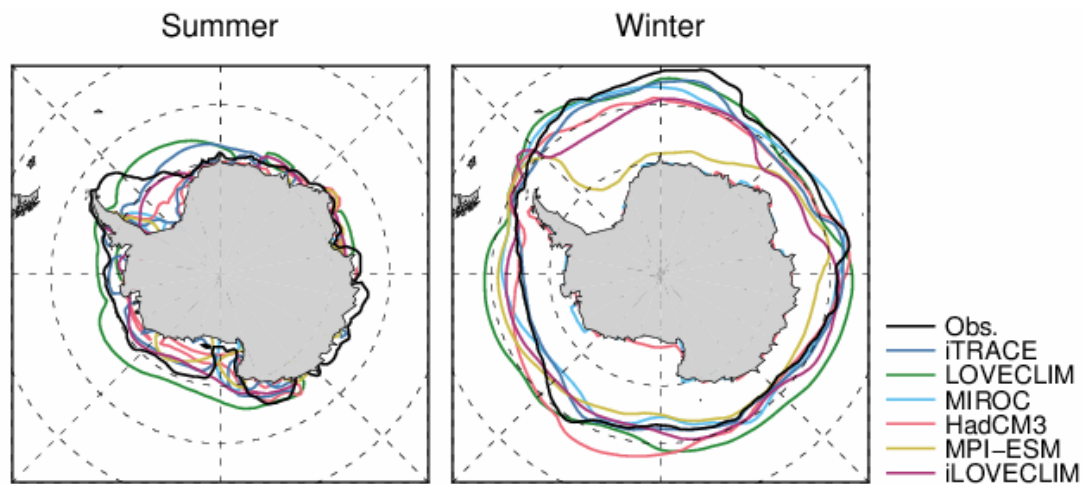 Summer
Winter
Obs.
iTRACE
LOVECLIM
MIROC
HadCM3
MPI−ESM
iLOVECLIM